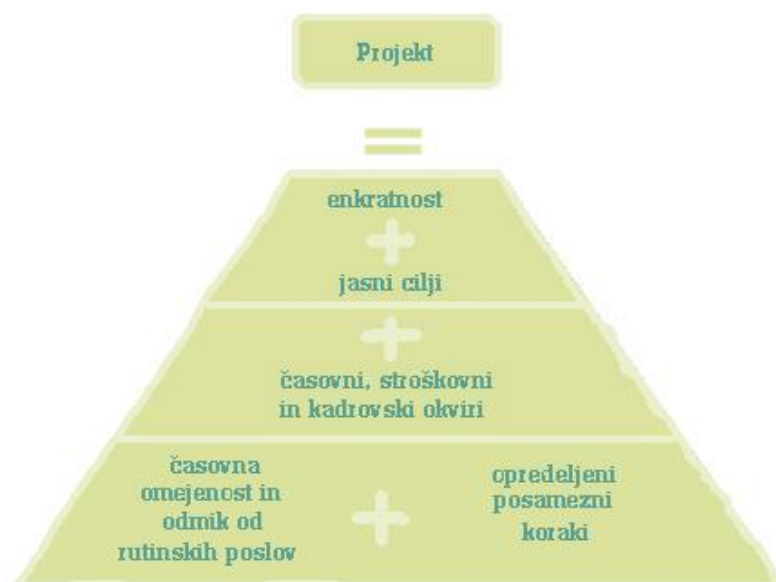 Projekt
=
enkratnost
+
jasni cilji
+
časovni, stroškovni
in kadrovski okviri
časovna
omejenost in
odmik od
rutinskih poslov
+
opredeljeni
posamezni
koraki